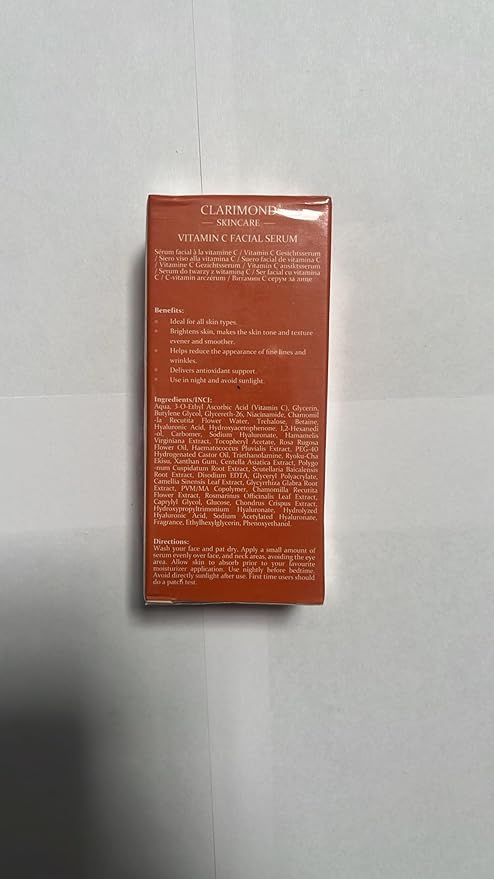 CLARIMOND
SKINCARE
VITAMIN C FACIAL SERUM
Sérum facial à la vitamine C / Vitamin C Gesichtsserum
/ Siero viso alla vitamina C / Suero facial de vitamina C
/ Vitamine C Gezichtsserum / Vitamin C ansiktsserum
/ Serum do twarzy z witaminą C / Ser facial cu vitamina
C / C-vitamin arcszérum / Витамин С серум за лице
Benefits:
Ideal for all skin types.
Brightens skin, makes the skin tone and texture
evener and smoother.
Helps reduce the appearance of fine lines and
wrinkles.
Delivers antioxidant support.
Use in night and avoid sunlight.
Ingredients/INCI:
Aqua, 3-O-Ethyl Ascorbic Acid (Vitamin C), Glycerin,
Butylene Glycol, Glycereth-26, Niacinamide, Chamomil
-la Recutita Flower Water, Trehalose, Betaine,
Hyaluronic Acid, Hydroxyacetophenone, 1,2-Hexanedi
-ol, Carbomer, Sodium Hyaluronate, Hamamelis
Virginiana Extract, Tocopheryl Acetate, Rosa Rugosa
Flower Oil, Haematococcus Pluvialis Extract, PEG-40
Hydrogenated Castor Oil, Triethanolamine, Ryoku-Cha
Ekisu, Xanthan Gum, Centella Asiatica Extract, Polygo
-num Cuspidatum Root Extract, Scutellaria Baicalensis
Root Extract, Disodium EDTA, Glyceryl Polyacrylate,
Camellia Sinensis Leaf Extract, Glycyrrhiza Glabra Root
Extract, PVM/MA Copolymer, Chamomilla Recutita
Flower Extract, Rosmarinus Officinalis Leaf Extract,
Caprylyl Glycol, Glucose, Chondrus Crispus Extract,
Hydroxypropyltrimonium Hyaluronate, Hydrolyzed
Hyaluronic Acid, Sodium Acetylated Hyaluronate,
Fragrance, Ethylhexylglycerin, Phenoxyethanol.
Directions:
Wash your face and pat dry. Apply a small amount of
serum evenly over face, and neck areas, avoiding the eye
area. Allow skin to absorb prior to your favourite
moisturizer application. Use nightly before bedtime.
Avoid directly sunlight after use. First time users should
do a patch test.